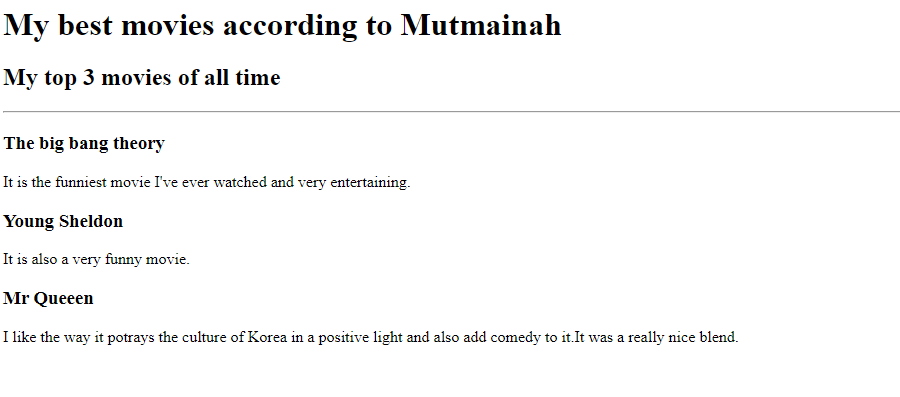 My best movies according to Mutmainah
My top 3 movies of all time
The big bang theory
It is the funniest movie I've ever watched and very entertaining.
Young Sheldon
It is also a very funny movie.
Mr Queeen
I like the way it potrays the culture of Korea in a positive light and also add comedy to it.It was a really nice blend.